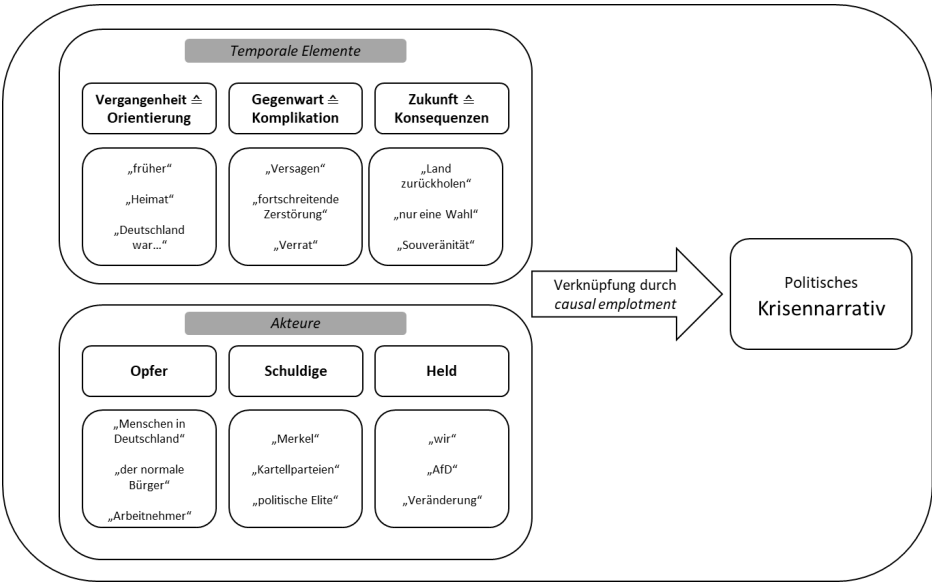 Temporale Elemente
Vergangenheit ≙
Orientierung
Gegenwart ≙
Komplikation
Zukunft ≙
Konsequenzen
„früher“
„Heimat“
„Deutschland
war…“
„Versagen“
„fortschreitende
Zerstörung“
„Verrat“
„Land
zurückholen“
„nur eine Wahl“
„Souveränität“
Akteure
Opfer
Schuldige
Held
„Menschen in
Deutschland“
„der normale
Bürger“
„Arbeitnehmer“
„Merkel“
„Kartellparteien“
„politische Elite“
„wir“
„AfD“
„Veränderung“
Verknüpfung durch
causal emplotment
Politisches
Krisennarrativ